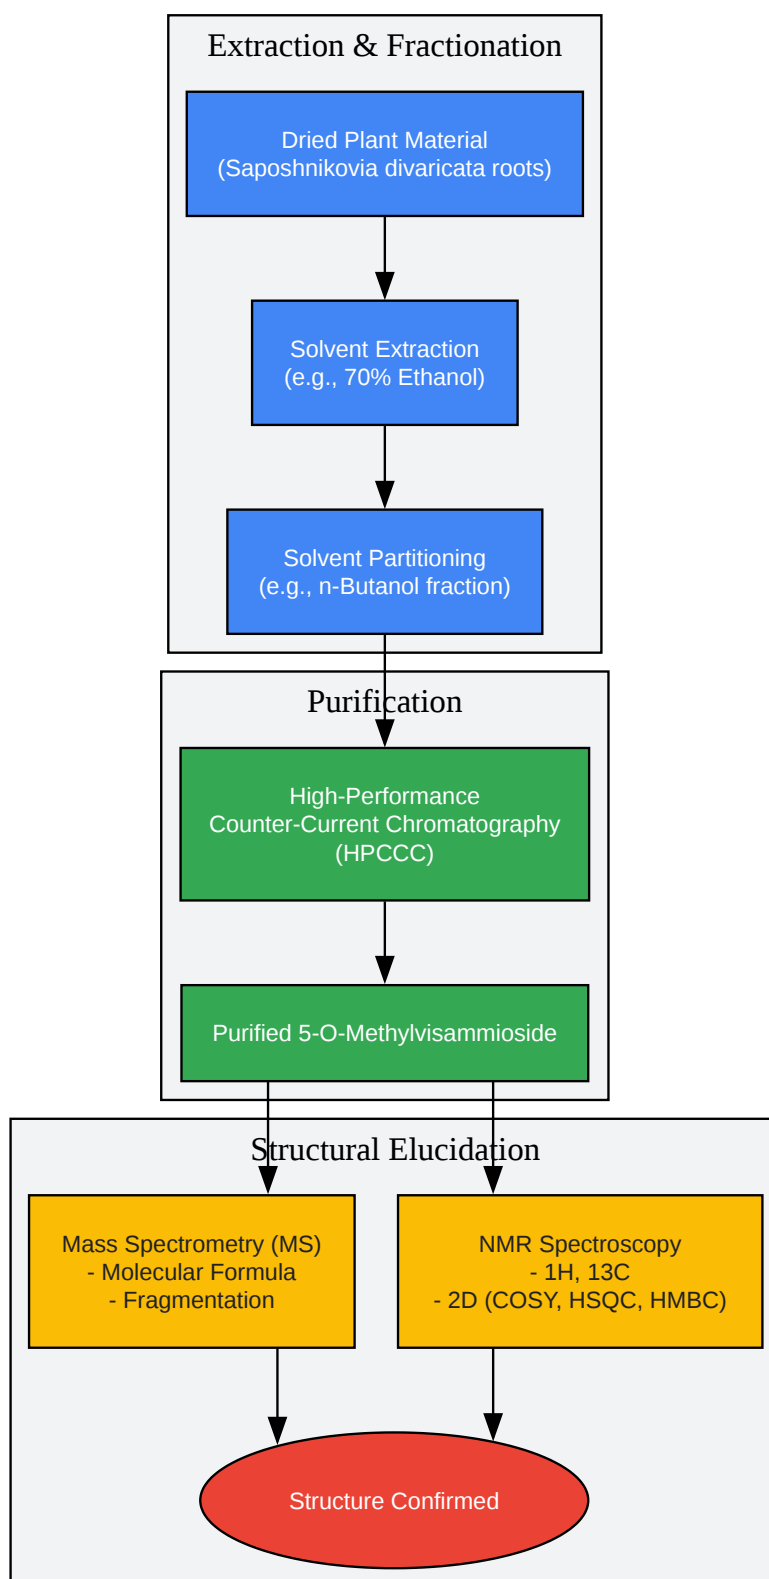 Extraction & Fractionation
Dried Plant Material
(Saposhnikovia divaricata roots)
Solvent Extraction
(e.g., 70% Ethanol)
Solvent Partitioning
(e.g., n-Butanol fraction)
Purification
High-Performance
Counter-Current Chromatography
(HPCCC)
Purified 5-O-Methylvisammioside
Structural Elucidation
Mass Spectrometry (MS)
- Molecular Formula
- Fragmentation
NMR Spectroscopy
- 1H, 13C
- 2D (COSY, HSQC, HMBC)
Structure Confirmed